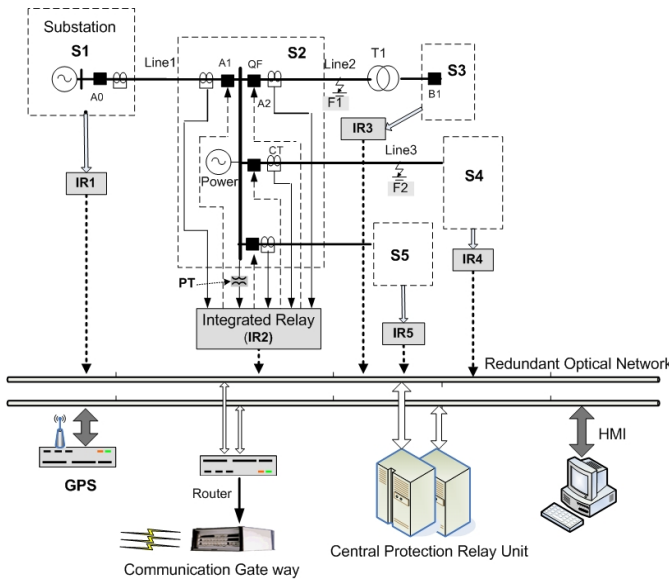 Substation
S1
A0
Line1
A1
QF
S2
A2
Line2
F1
T1
S3
B1
IR3
IR1
Power
CT
Line3
F2
S4
IR4
S5
IR5
PT
Integrated Relay
(IR2)
Redundant Optical Network
GPS
Router
Communication Gate way
Central Protection Relay Unit
HMI